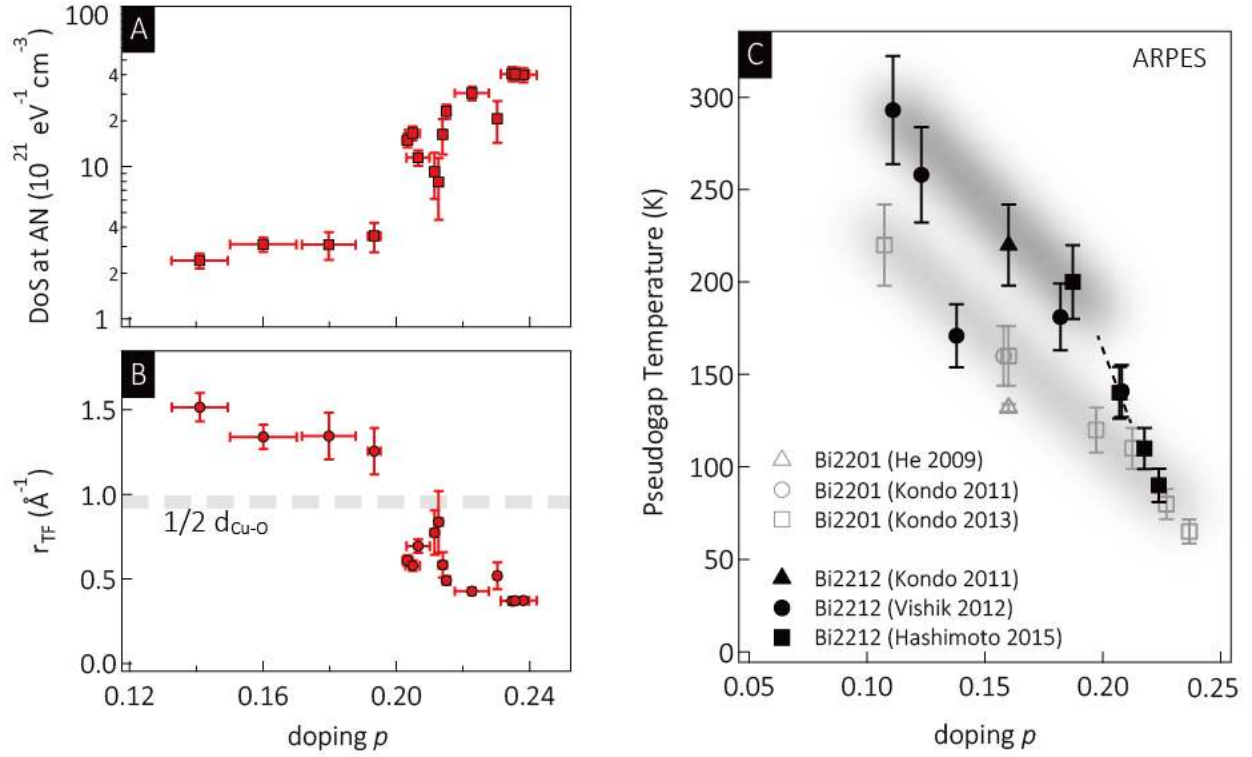 A
DoS at AN (10²¹ eV⁻¹ cm⁻³)
100
4
2
10
4
2
1
B
r_TF (Å⁻¹)
1.5
1.0
0.5
0.0
1/2 d_Cu-O
0.12
0.16
0.20
0.24
doping p
C
ARPES
Pseudogap Temperature (K)
300
250
200
150
100
50
0
Bi2201 (He 2009)
Bi2201 (Kondo 2011)
Bi2201 (Kondo 2013)
Bi2212 (Kondo 2011)
Bi2212 (Vishik 2012)
Bi2212 (Hashimoto 2015)
0.05
0.10
0.15
0.20
0.25
doping p